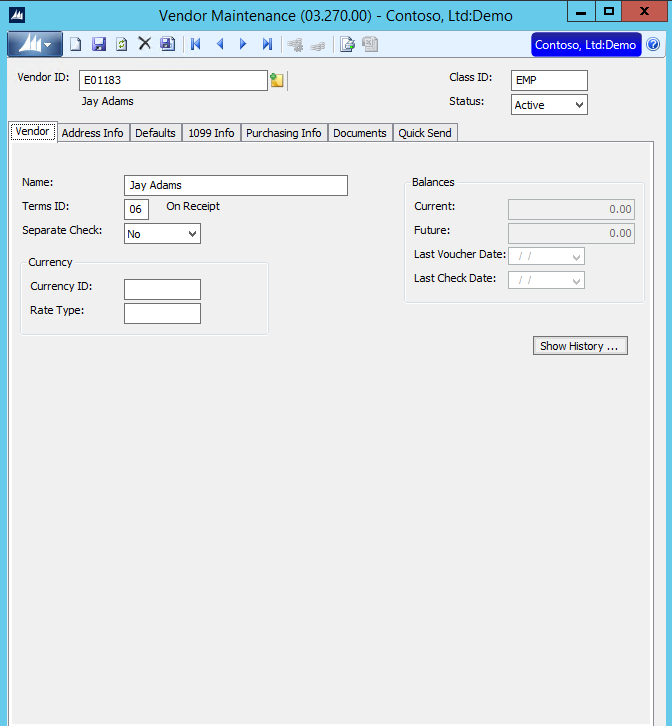 Vendor Maintenance (03.270.00) - Contoso, Ltd:Demo
Contoso, Ltd:Demo
Vendor ID: E01183 Class ID: EMP
Jay Adams Status: Active
Vendor Address Info Defaults 1099 Info Purchasing Info Documents Quick Send
Name: Jay Adams Balances
Terms ID: 06 On Receipt Current: 0.00
Separate Check: No Future: 0.00
Last Voucher Date: / /
Currency Last Check Date: / /
Currency ID:
Rate Type:
Show History ...